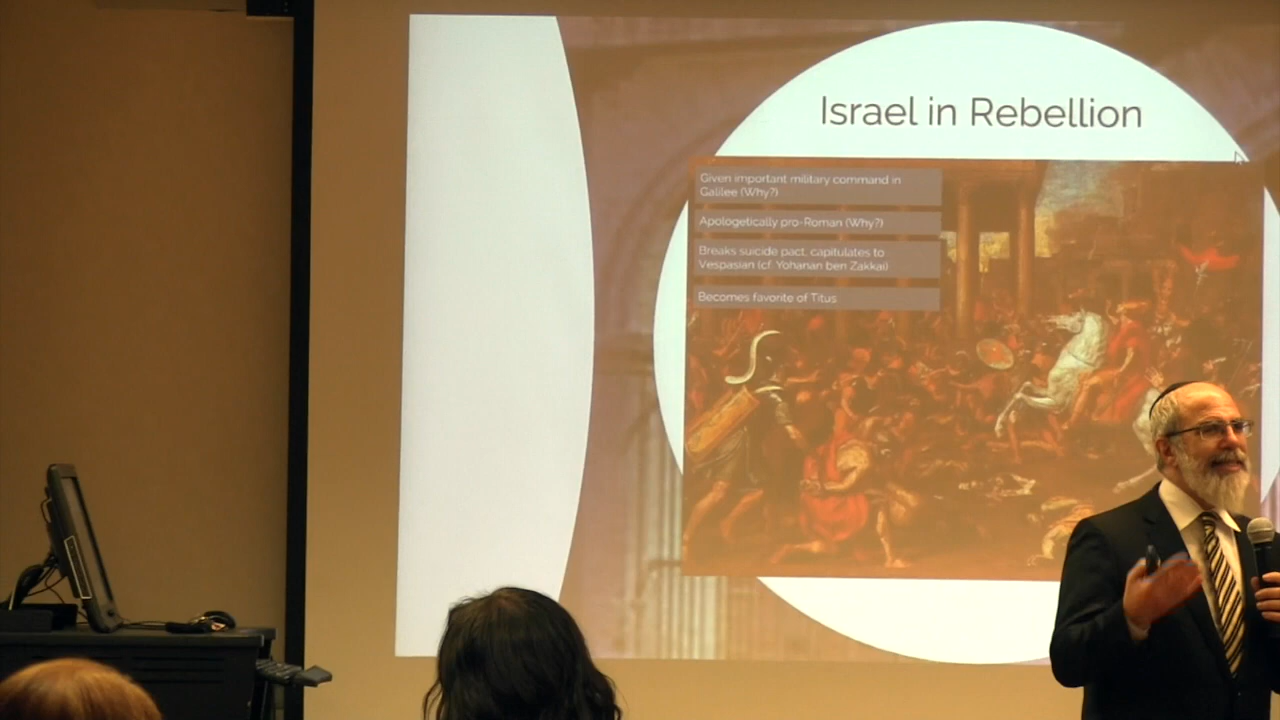 Israel in Rebellion
Given important military command in
Galilee (Why?)
Apologetically pro-Roman (Why?)
Breaks suicide pact, capitulates to
Vespasian (cf. Yohanan ben Zakkai)
Becomes favorite of Titus